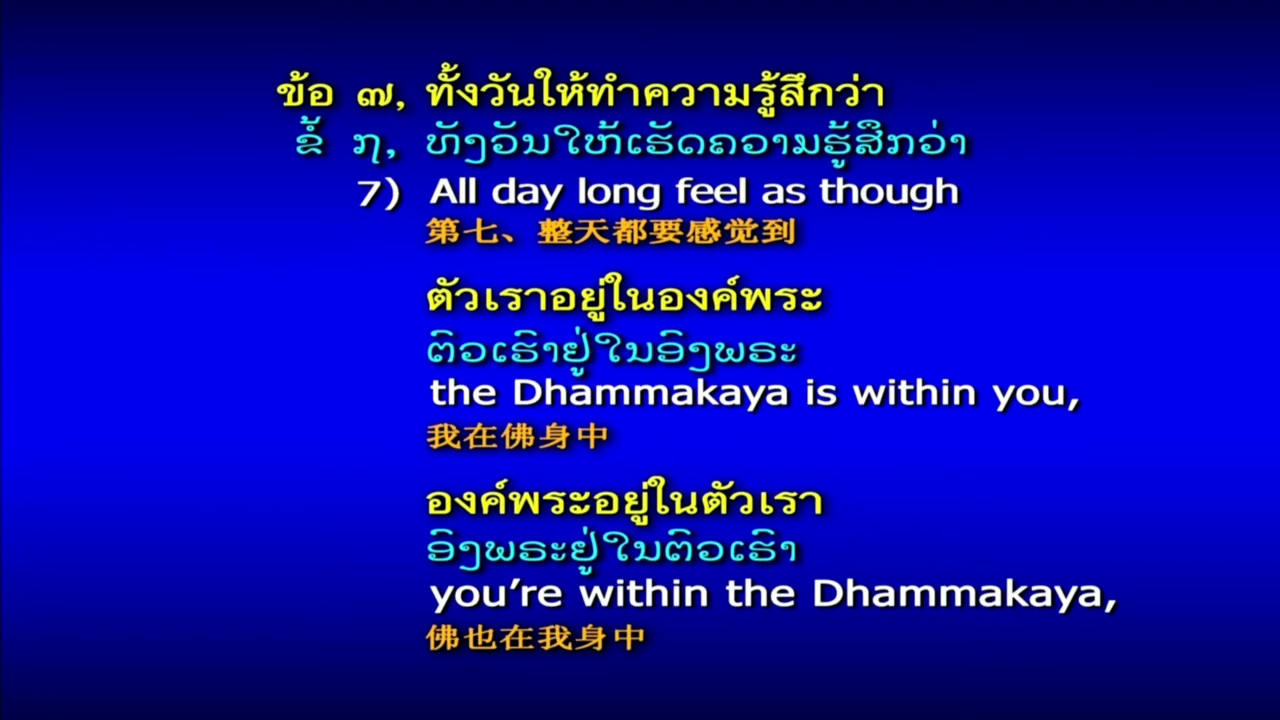 ข้อ ๗, ทั้งวันให้ทำความรู้สึกว่า
ຂໍ້ ໗, ທັງວັນໃຫ້ເຮັດຄວາມຮູ້ສຶກວ່າ
7) All day long feel as though
第七、整天都要感觉到
ตัวเราอยู่ในองค์พระ
ຕົວເຮົາຢູ່ໃນອົງພຣະ
the Dhammakaya is within you,
我在佛身中
องค์พระอยู่ในตัวเรา
ອົງພຣະຢູ່ໃນຕົວເຮົາ
you’re within the Dhammakaya,
佛也在我身中